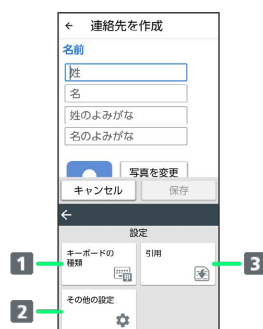 ← 連絡先を作成
名前
姓
名
姓のよみがな
名のよみがな
写真を変更
キャンセル 保存
←
設定
キーボードの
種類
引用
1
3
その他の設定
2